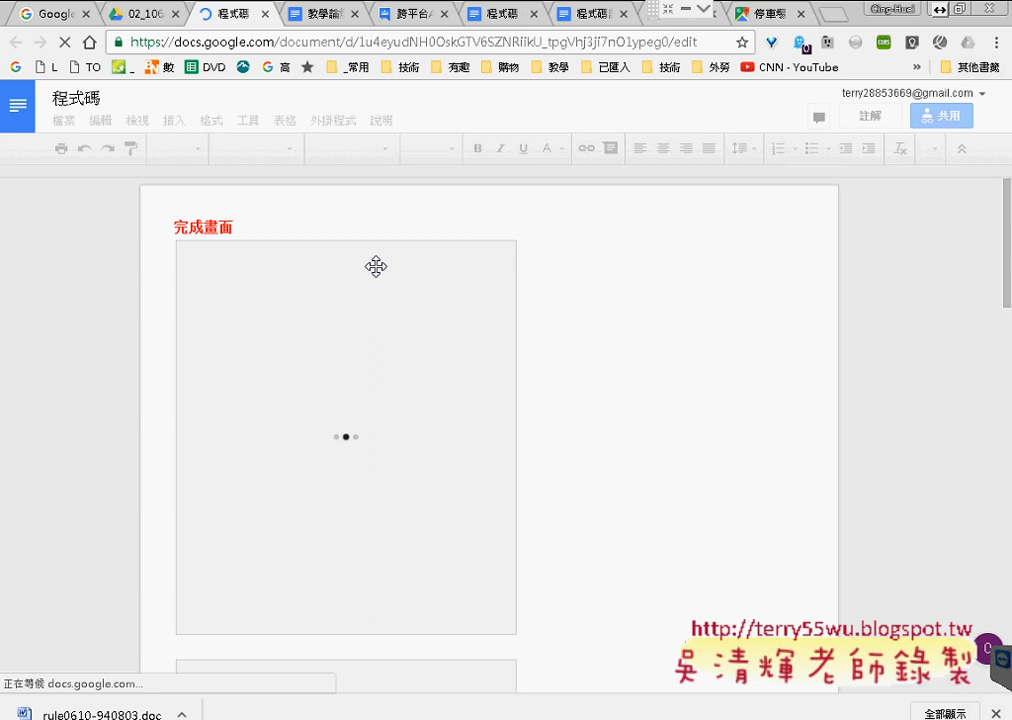 Google
02_106
程式碼
教學論
跨平台A
程式碼
程式碼
停車場
Ging-Huei
https://docs.google.com/document/d/1u4eyudNH0OskGTV6SZNRiikU_tpgVhj3ji7nO1ypeg0/edit
L
TO
_
數
DVD
高
_常用
技術
有趣
購物
教學
已匯入
技術
外勞
CNN - YouTube
»
其他書籤
程式碼
檔案 編輯 檢視 插入 格式 工具 表格 外掛程式 說明
terry28853669@gmail.com
註解
共用
B I U A
完成畫面
http://terry55wu.blogspot.tw
吳清輝老師錄製
正在等候 docs.google.com...
rule0610-940803.doc
全部顯示